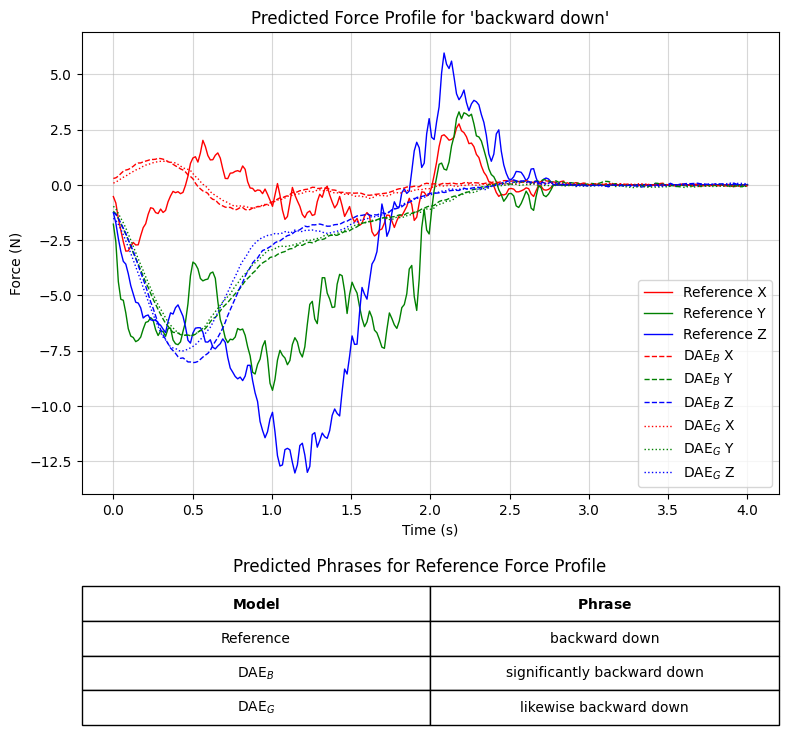 Predicted Force Profile for 'backward down'
5.0
2.5
0.0
−2.5
−5.0
−7.5
−10.0
−12.5
Force (N)
0.0 0.5 1.0 1.5 2.0 2.5 3.0 3.5 4.0
Time (s)
Reference X
Reference Y
Reference Z
DAE_B X
DAE_B Y
DAE_B Z
DAE_G X
DAE_G Y
DAE_G Z
Predicted Phrases for Reference Force Profile
Model Phrase
Reference backward down
DAE_B significantly backward down
DAE_G likewise backward down